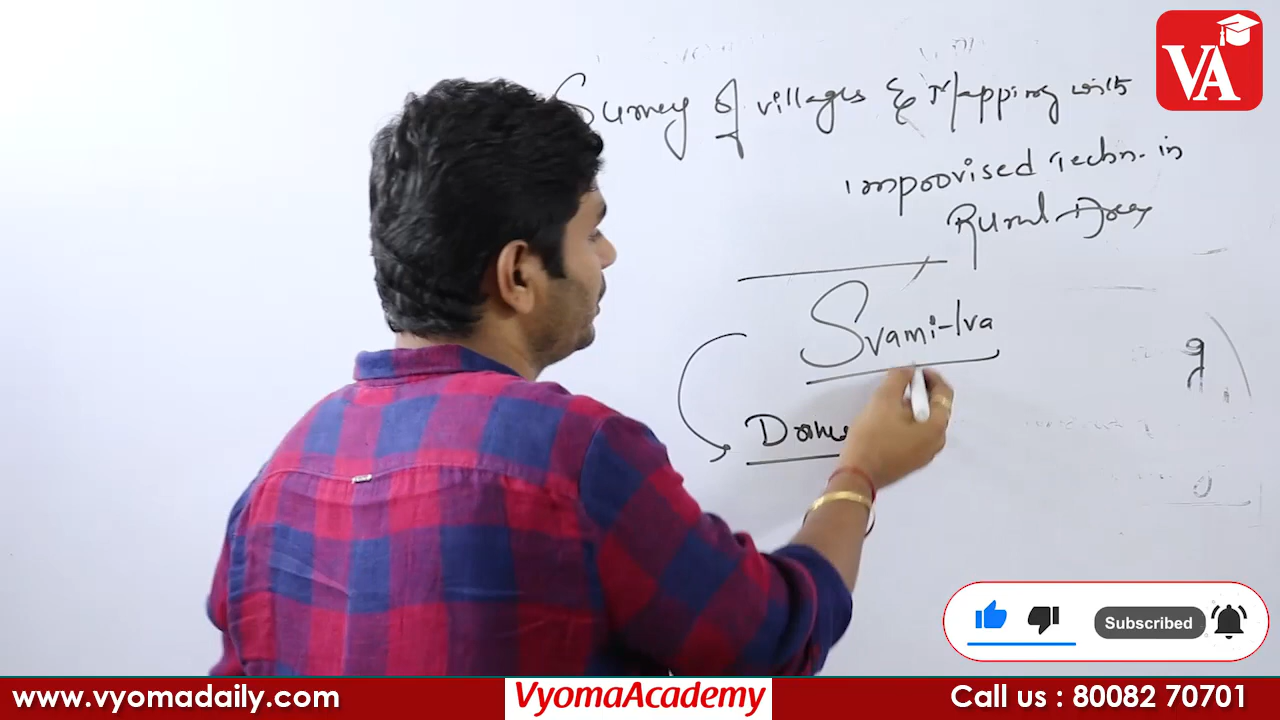 VA
Survey of villages & Mapping with
improvised Techn. in
Rural Area
Svami-tva
Drone
Subscribed
www.vyomadaily.com
VyomaAcademy
Call us : 80082 70701